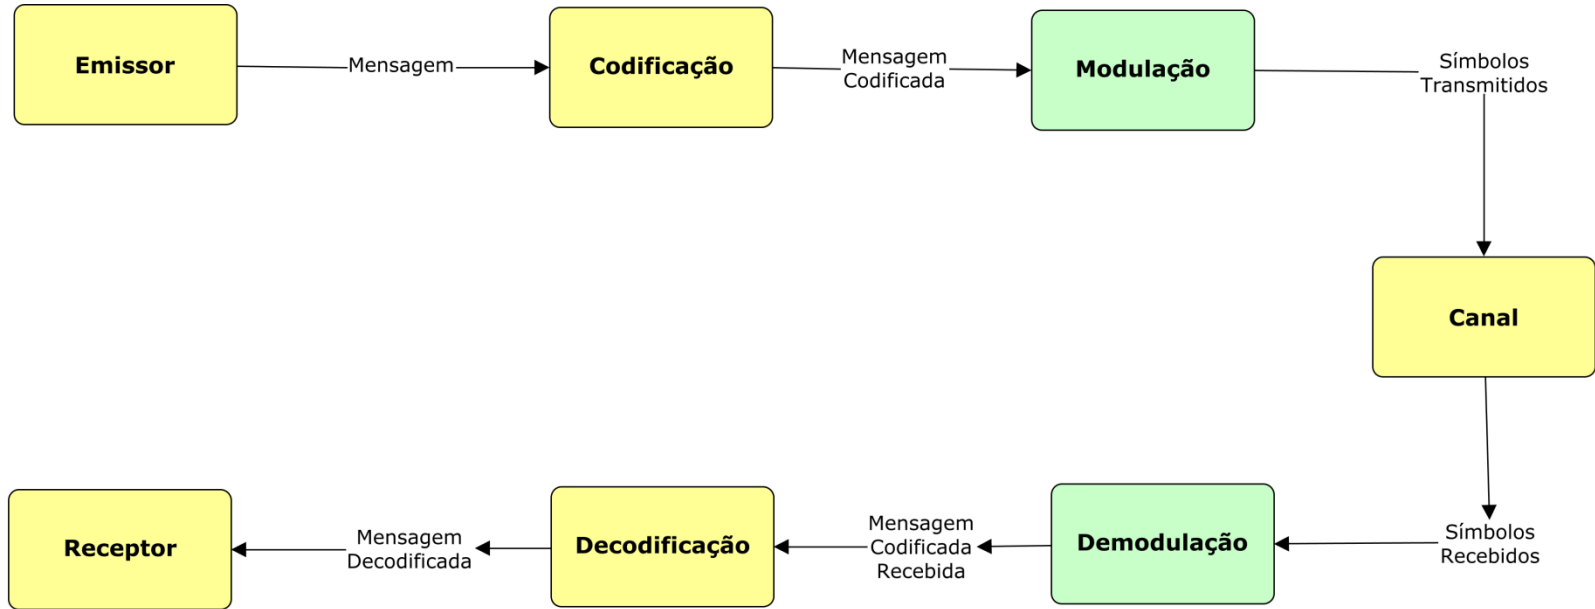 Emissor
Mensagem
Codificação
Mensagem
Codificada
Modulação
Símbolos
Transmitidos
Canal
Símbolos
Recebidos
Demodulação
Mensagem
Codificada
Recebida
Decodificação
Mensagem
Decodificada
Receptor